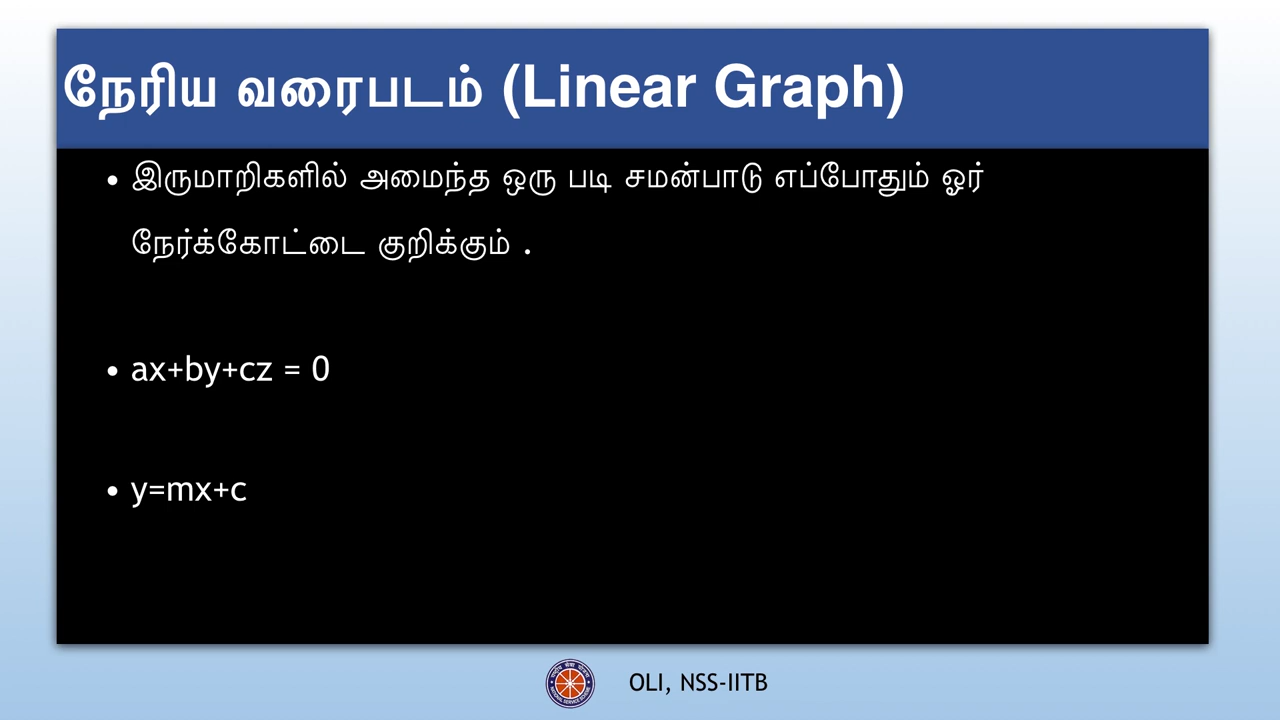 நேரிய வரைபடம் (Linear Graph)
• இருமாறிகளில் அமைந்த ஒரு படி சமன்பாடு எப்போதும் ஓர்
நேர்க்கோட்டை குறிக்கும் .
• ax+by+cz = 0
• y=mx+c
OLI, NSS-IITB